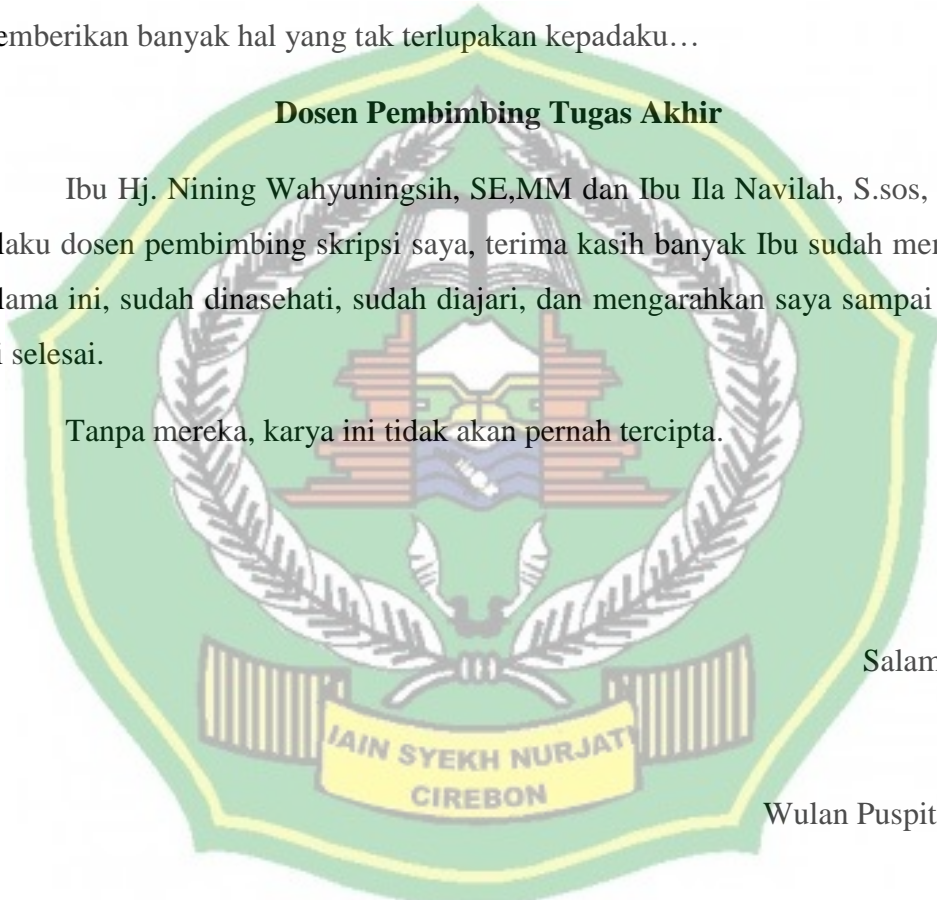 emberikan banyak hal yang tak terlupakan kepadaku…
Dosen Pembimbing Tugas Akhir
Ibu Hj. Nining Wahyuningsih, SE,MM dan Ibu Ila Navilah, S.sos,
laku dosen pembimbing skripsi saya, terima kasih banyak Ibu sudah men
lama ini, sudah dinasehati, sudah diajari, dan mengarahkan saya sampai
i selesai.
Tanpa mereka, karya ini tidak akan pernah tercipta.
Salam
IAIN SYEKH NURJATI
CIREBON
Wulan Puspit